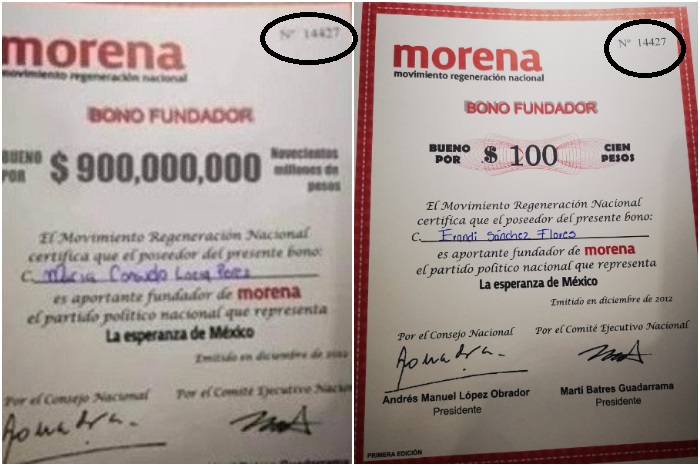 Nº 14427
morena
movimiento regeneración nacional
BONO FUNDADOR
BUENO POR $ 900,000,000 Novecientos millones de pesos
El Movimiento Regeneración Nacional
certifica que el poseedor del presente bono:
C. Maria Consuelo
es aportante fundador de morena
el partido político nacional que representa
La esperanza de México
Emitido en diciembre de 2012
Por el Consejo Nacional Por el Comité Ejecutivo Nacion
Nº 14427
morena
movimiento regeneración nacional
BONO FUNDADOR
BUENO POR $ 100 CIEN PESOS
El Movimiento Regeneración Nacional
certifica que el poseedor del presente bono:
C. Erandi Sánchez Flores
es aportante fundador de morena
el partido político nacional que representa
La esperanza de México
Emitido en diciembre de 2012
Por el Consejo Nacional Por el Comité Ejecutivo Nacional
Andrés Manuel López Obrador Martí Batres Guadarrama
Presidente Presidente
PRIMERA EDICIÓN